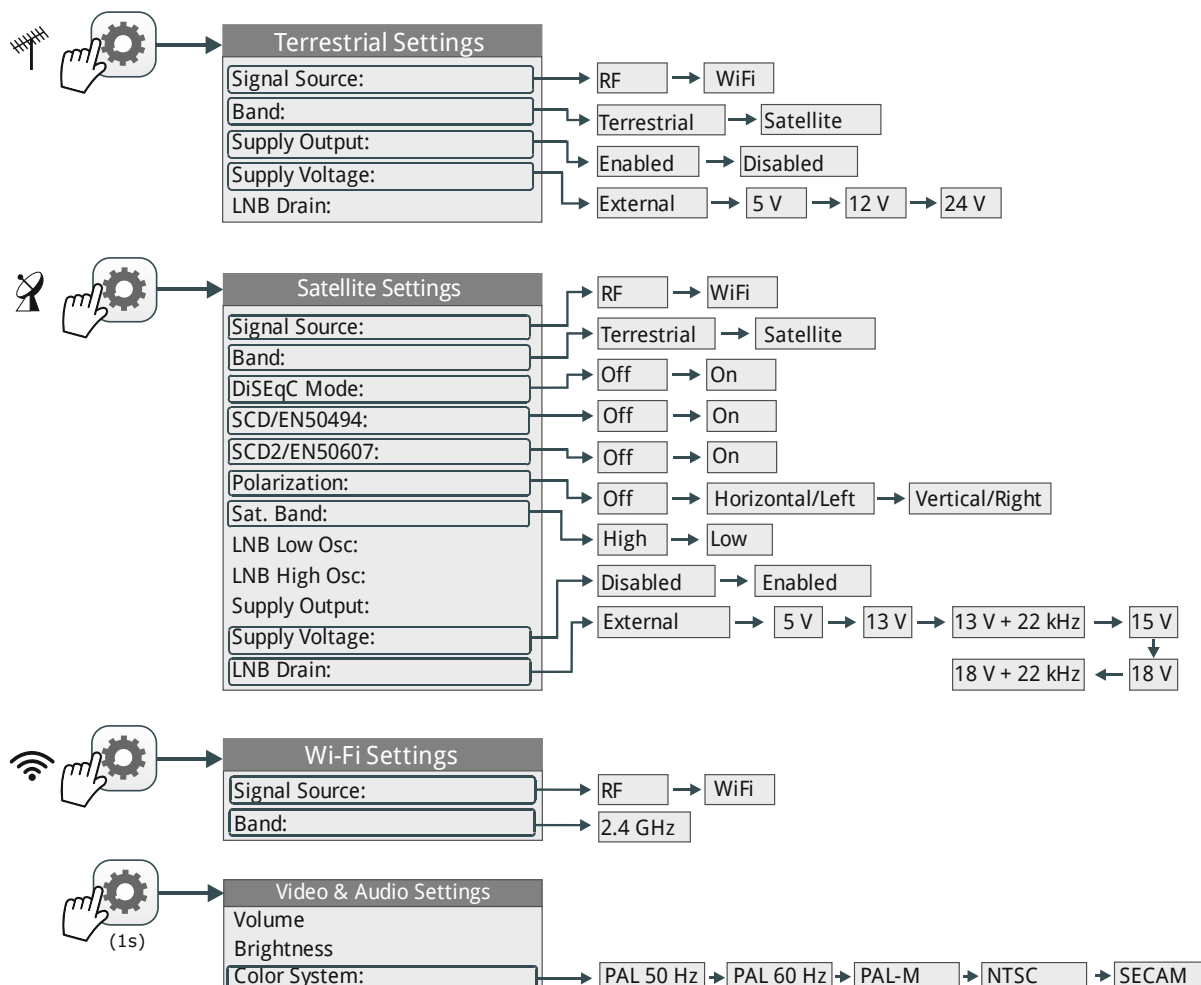 Terrestrial Settings
Signal Source: RF WiFi
Band: Terrestrial Satellite
Supply Output: Enabled Disabled
Supply Voltage: External 5 V 12 V 24 V
LNB Drain:
Satellite Settings
Signal Source: RF WiFi
Band: Terrestrial Satellite
DiSEqC Mode: Off On
SCD/EN50494: Off On
SCD2/EN50607: Off On
Polarization: Off Horizontal/Left Vertical/Right
Sat. Band: High Low
LNB Low Osc:
LNB High Osc:
Supply Output:
Supply Voltage: Disabled Enabled
LNB Drain: External 5 V 13 V 13 V + 22 kHz 15 V
18 V + 22 kHz 18 V
Wi-Fi Settings
Signal Source: RF WiFi
Band: 2.4 GHz
(1s)
Video & Audio Settings
Volume
Brightness
Color System: PAL 50 Hz PAL 60 Hz PAL-M NTSC SECAM